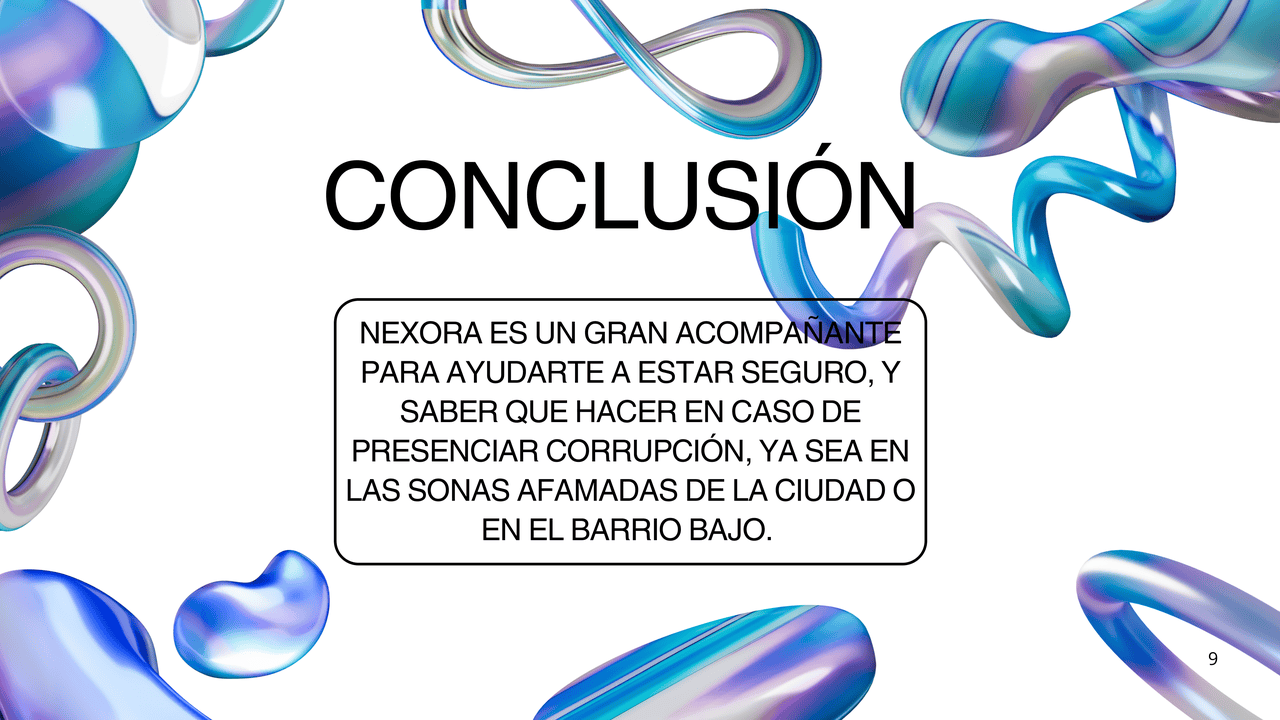 CONCLUSIÓN
NEXORA ES UN GRAN ACOMPAÑANTE
PARA AYUDARTE A ESTAR SEGURO, Y
SABER QUE HACER EN CASO DE
PRESENCIAR CORRUPCIÓN, YA SEA EN
LAS SONAS AFAMADAS DE LA CIUDAD O
EN EL BARRIO BAJO.
9